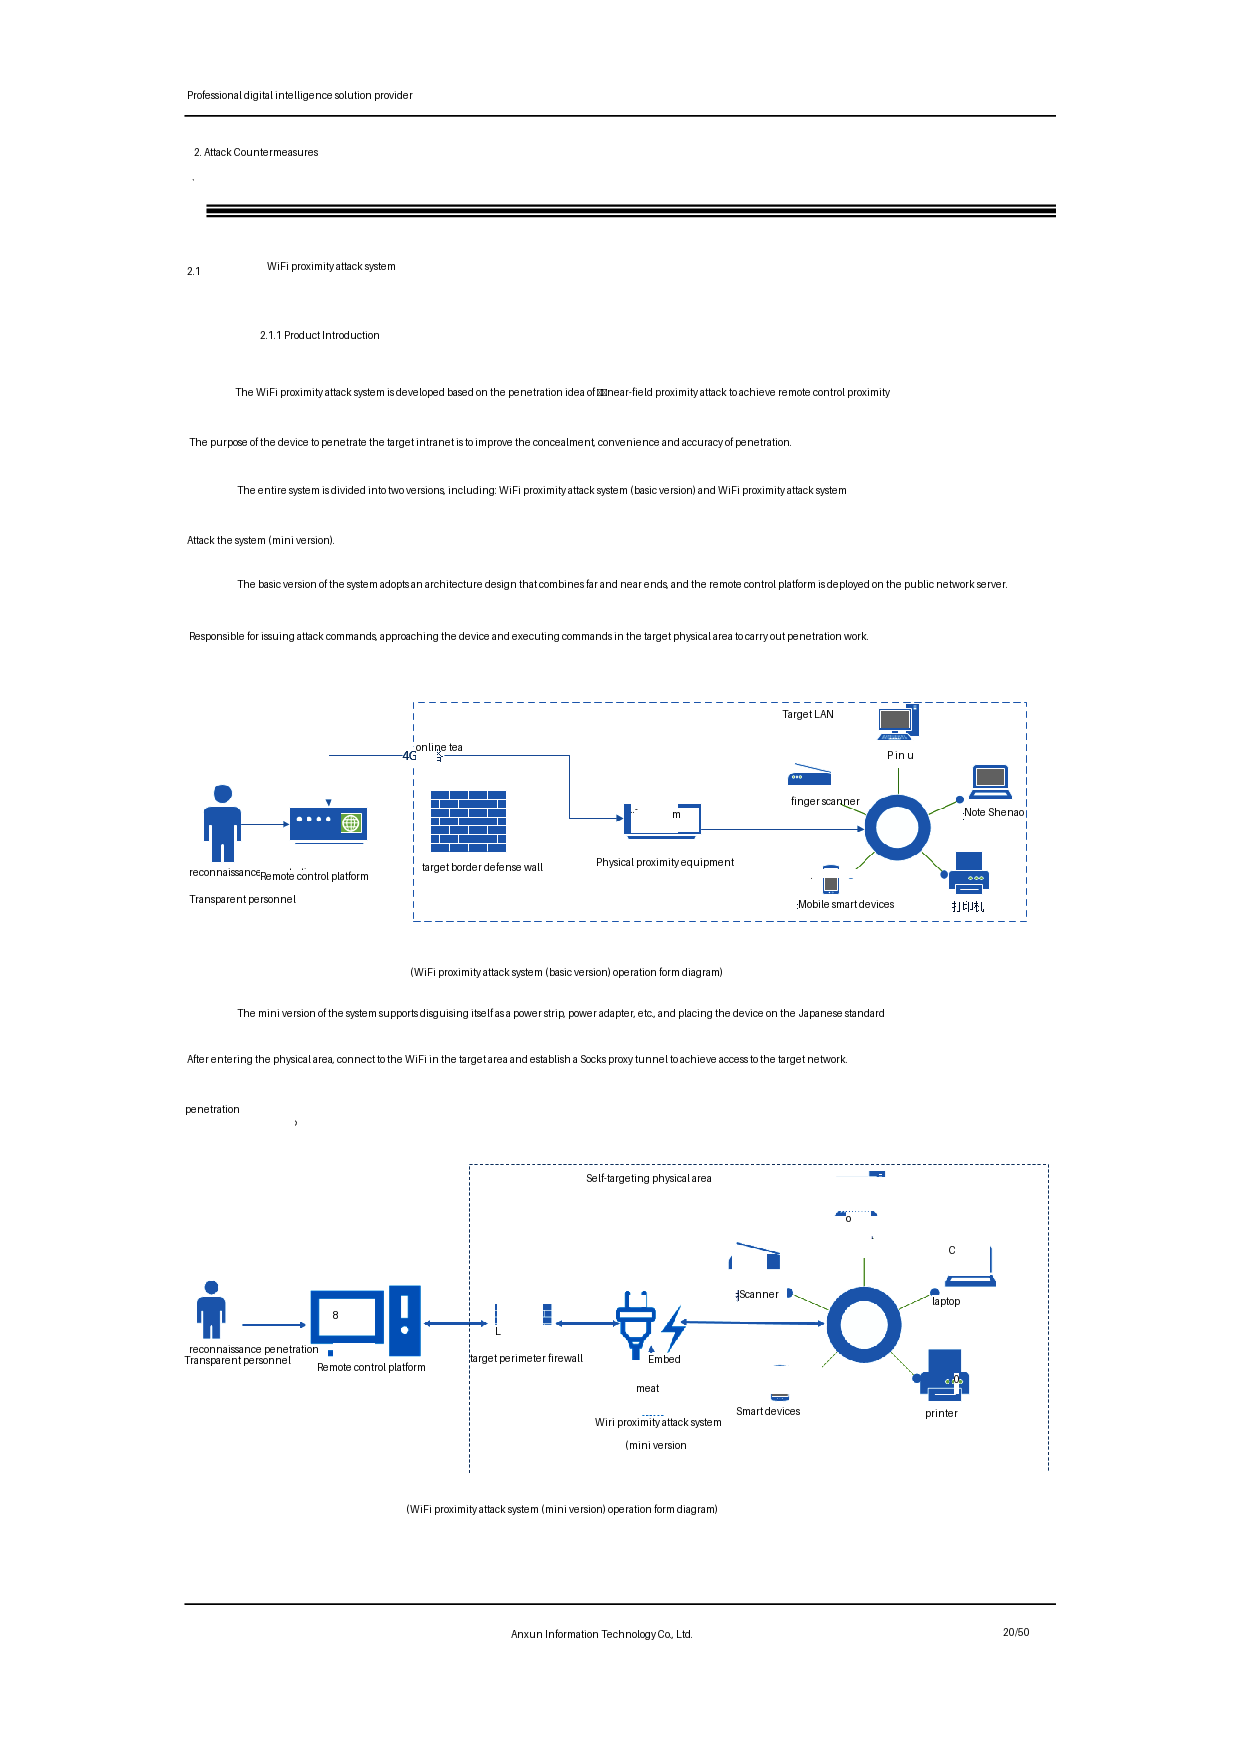 Professional digital intelligence solution provider
2. Attack Countermeasures
2.1 WiFi proximity attack system
2.1.1 Product Introduction
The WiFi proximity attack system is developed based on the penetration idea of near-field proximity attack to achieve remote control proximity
The purpose of the device to penetrate the target intranet is to improve the concealment, convenience and accuracy of penetration.
The entire system is divided into two versions, including: WiFi proximity attack system (basic version) and WiFi proximity attack system
Attack the system (mini version).
The basic version of the system adopts an architecture design that combines far and near ends, and the remote control platform is deployed on the public network server.
Responsible for issuing attack commands, approaching the device and executing commands in the target physical area to carry out penetration work.
Target LAN
online tea
4G
P in u
finger scanner
:Note Shenao
m
target border defense wall
Physical proximity equipment
reconnaissance
Remote control platform
Transparent personnel
:Mobile smart devices
打印机
(WiFi proximity attack system (basic version) operation form diagram)
The mini version of the system supports disguising itself as a power strip, power adapter, etc., and placing the device on the Japanese standard
After entering the physical area, connect to the WiFi in the target area and establish a Socks proxy tunnel to achieve access to the target network.
penetration
Self-targeting physical area
o
C
Scanner
laptop
8
L
reconnaissance penetration
Transparent personnel
Remote control platform
target perimeter firewall
Embed
meat
Smart devices
printer
Wiri proximity attack system
(mini version
(WiFi proximity attack system (mini version) operation form diagram)
Anxun Information Technology Co., Ltd.
20/50